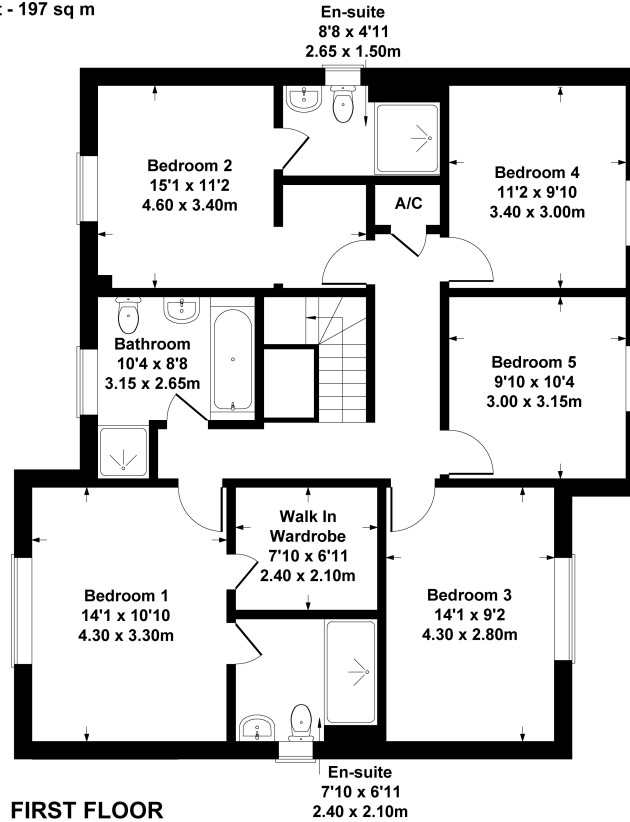 t - 197 sq m
En-suite
8'8 x 4'11
2.65 x 1.50m
Bedroom 2
15'1 x 11'2
4.60 x 3.40m
Bedroom 4
11'2 x 9'10
3.40 x 3.00m
A/C
Bathroom
10'4 x 8'8
3.15 x 2.65m
Bedroom 5
9'10 x 10'4
3.00 x 3.15m
Walk In
Wardrobe
7'10 x 6'11
2.40 x 2.10m
Bedroom 1
14'1 x 10'10
4.30 x 3.30m
Bedroom 3
14'1 x 9'2
4.30 x 2.80m
En-suite
7'10 x 6'11
2.40 x 2.10m
FIRST FLOOR